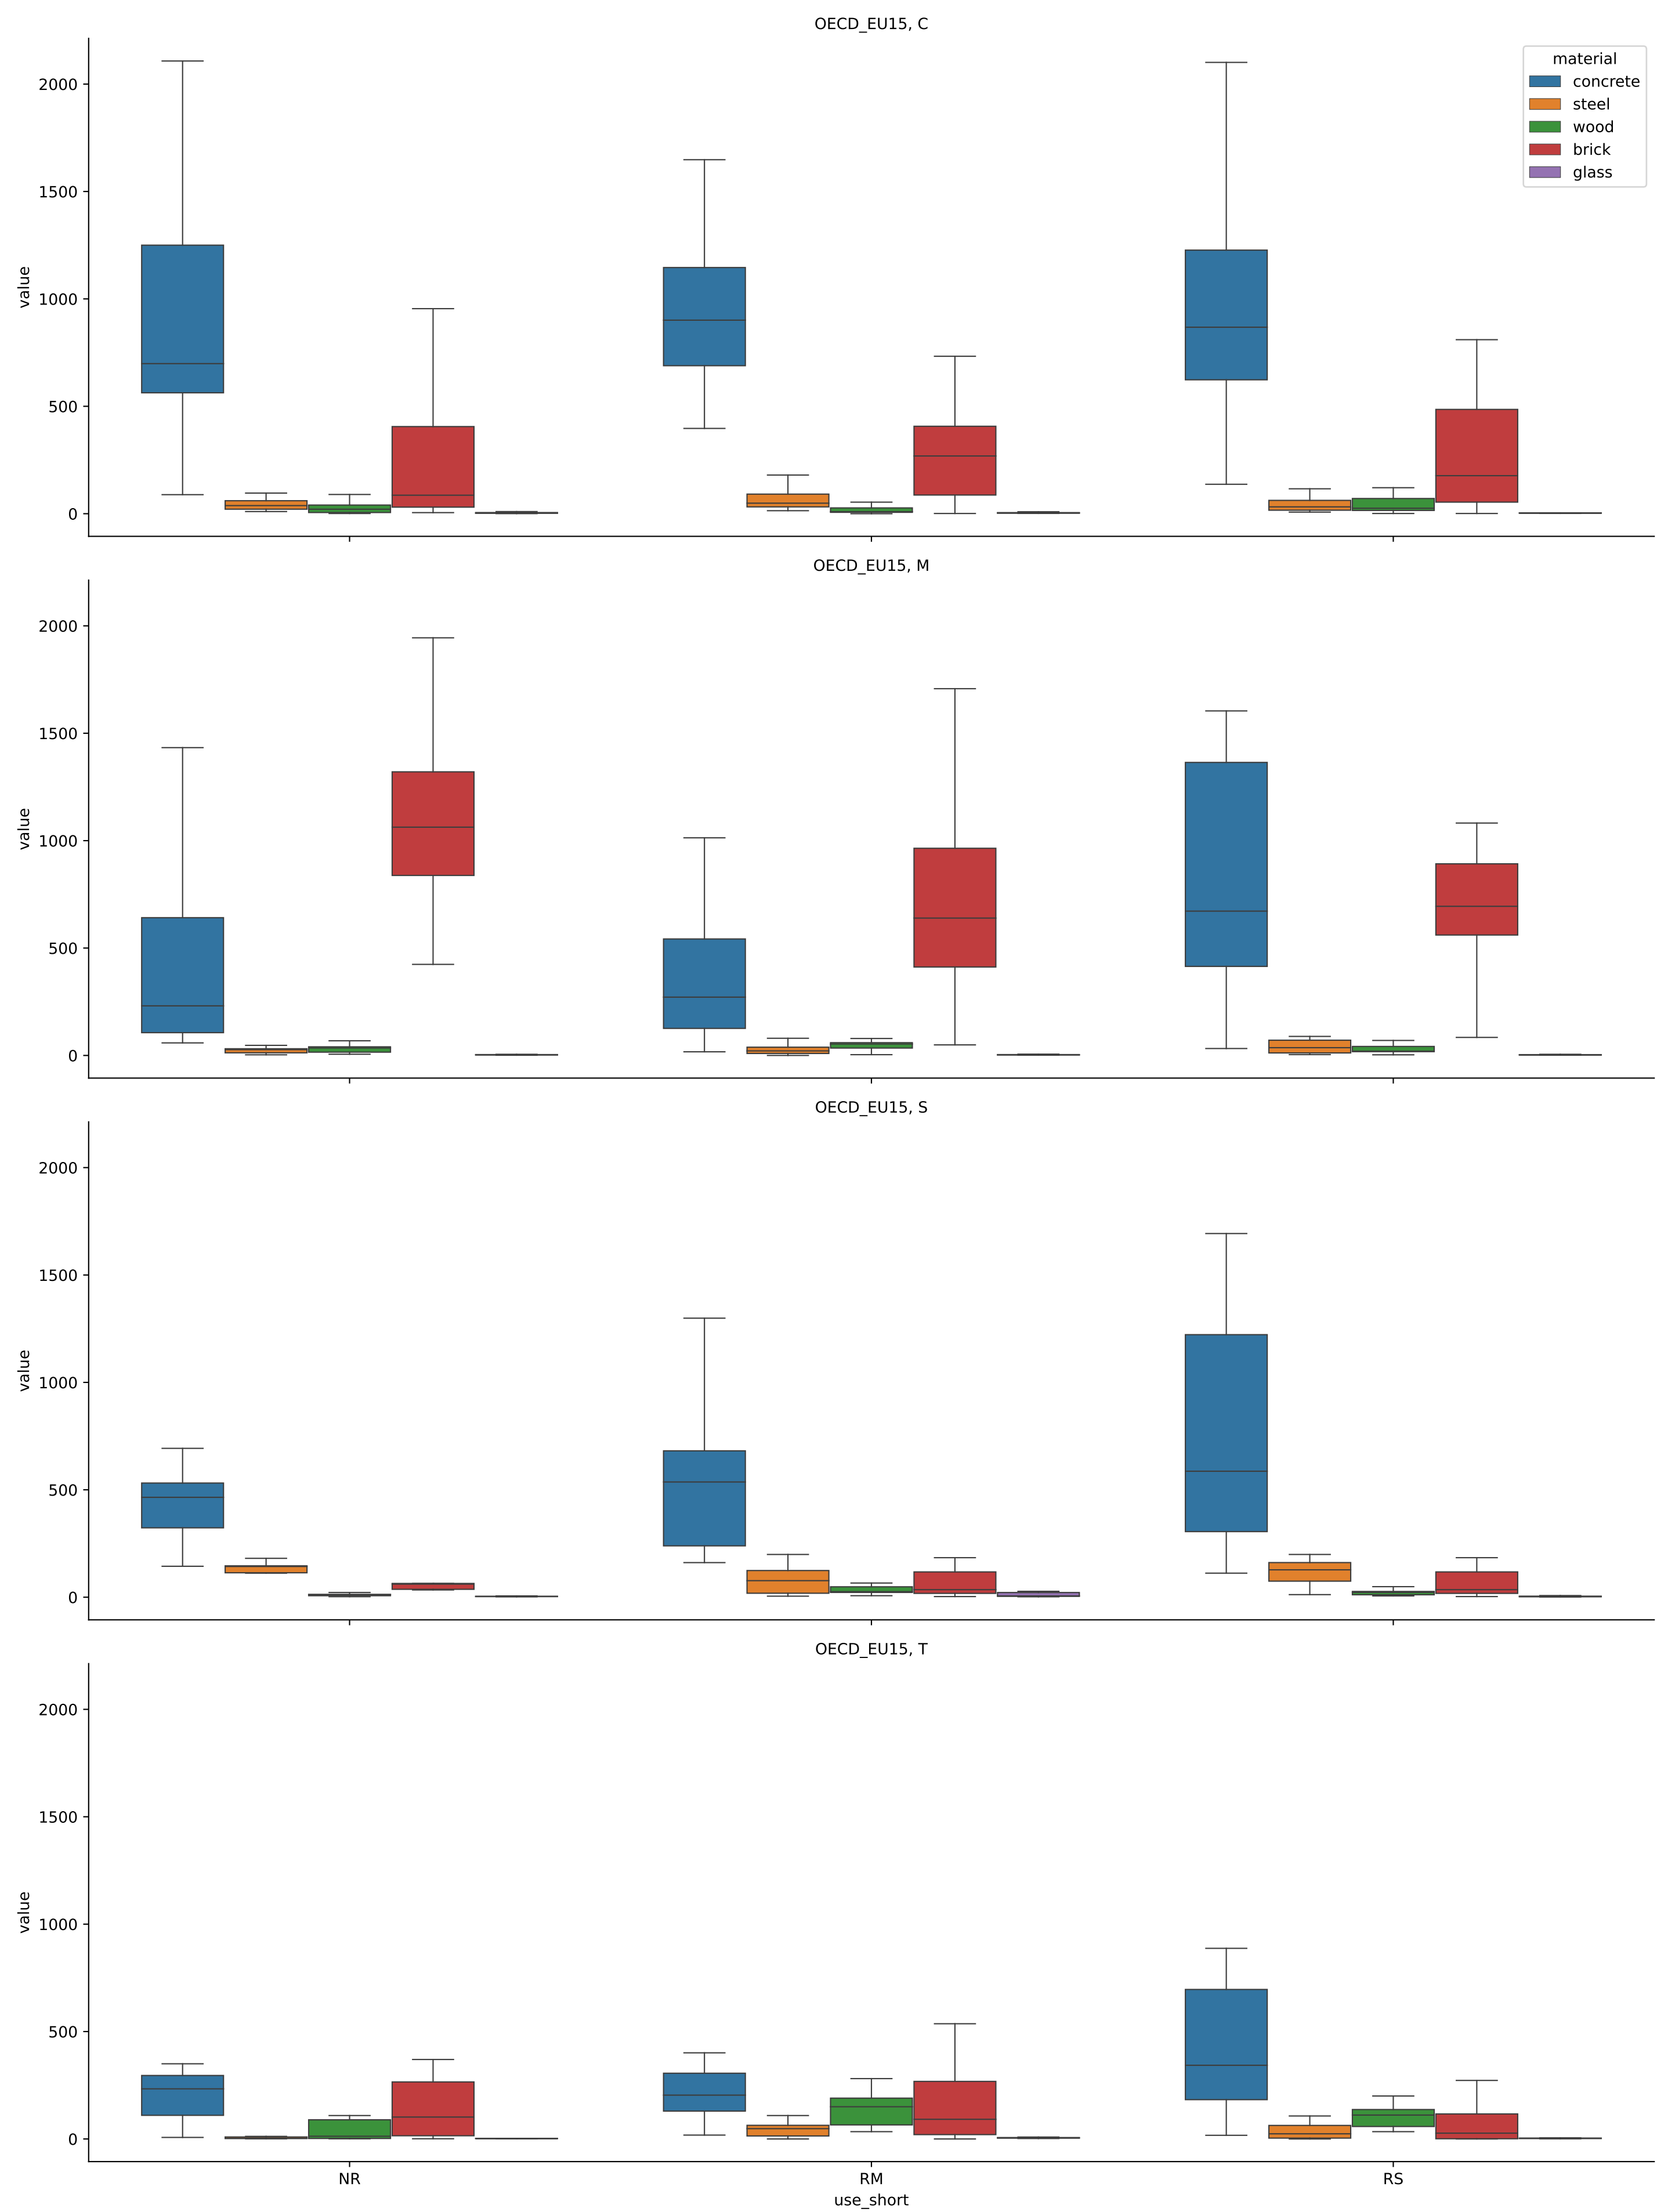 OECD_EU15, C
value
2000
1500
1000
500
0
material
concrete
steel
wood
brick
glass
OECD_EU15, M
value
2000
1500
1000
500
0
OECD_EU15, S
value
2000
1500
1000
500
0
OECD_EU15, T
value
2000
1500
1000
500
0
NR RM RS
use_short